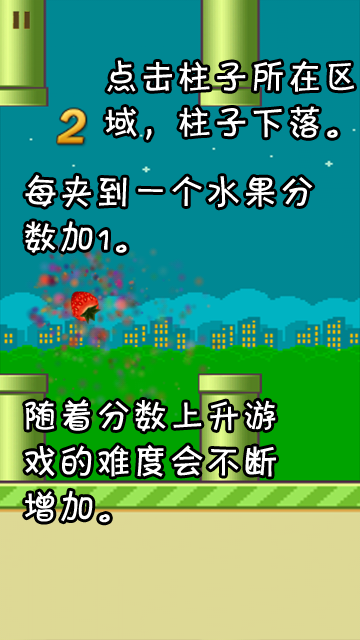 点击柱子所在区
2
域，柱子下落。
每夹到一个水果分
数加1。
随着分数上升游
戏的难度会不断
增加。